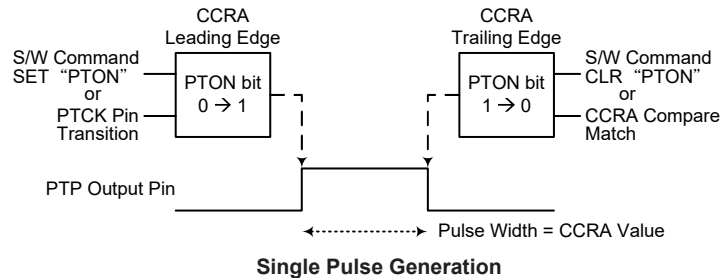 CCRA
Leading Edge
S/W Command
SET “PTON”
or
PTCK Pin
Transition
PTON bit
0 → 1
CCRA
Trailing Edge
PTON bit
1 → 0
S/W Command
CLR “PTON”
or
CCRA Compare
Match
PTP Output Pin
Pulse Width = CCRA Value
Single Pulse Generation